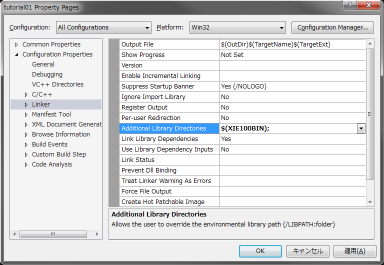 tutorial01 Property Pages
Configuration: All Configurations Platform: Win32 Configuration Manager...
Common Properties
Configuration Properties
General
Debugging
VC++ Directories
C/C++
Linker
Manifest Tool
XML Document Generat
Browse Information
Build Events
Custom Build Step
Code Analysis
Output File $(OutDir)$(TargetName)$(TargetExt)
Show Progress Not Set
Version
Enable Incremental Linking
Suppress Startup Banner Yes (/NOLOGO)
Ignore Import Library No
Register Output No
Per-user Redirection No
Additional Library Directories $(XIE100BIN);
Link Library Dependencies Yes
Use Library Dependency Inputs No
Link Status
Prevent Dll Binding
Treat Linker Warning As Errors
Force File Output
Create Hot Patchable Image
Additional Library Directories
Allows the user to override the environmental library path (/LIBPATH:folder)
OK キャンセル 適用(A)